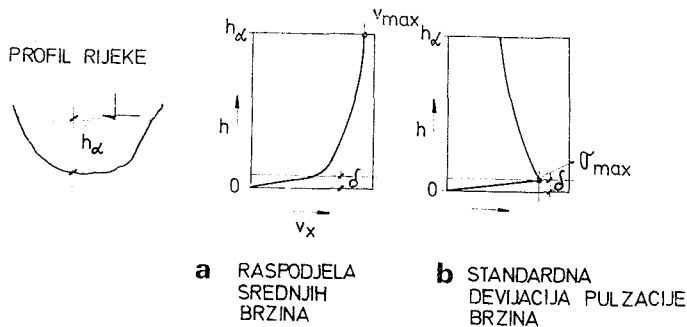 PROFIL RIJEKE
hα
hα
vmax
h
0
δ
vx
hα
h
0
δ
σmax
a RASPODJELA
SREDNJIH
BRZINA
b STANDARDNA
DEVIJACIJA PULZACIJE
BRZINA